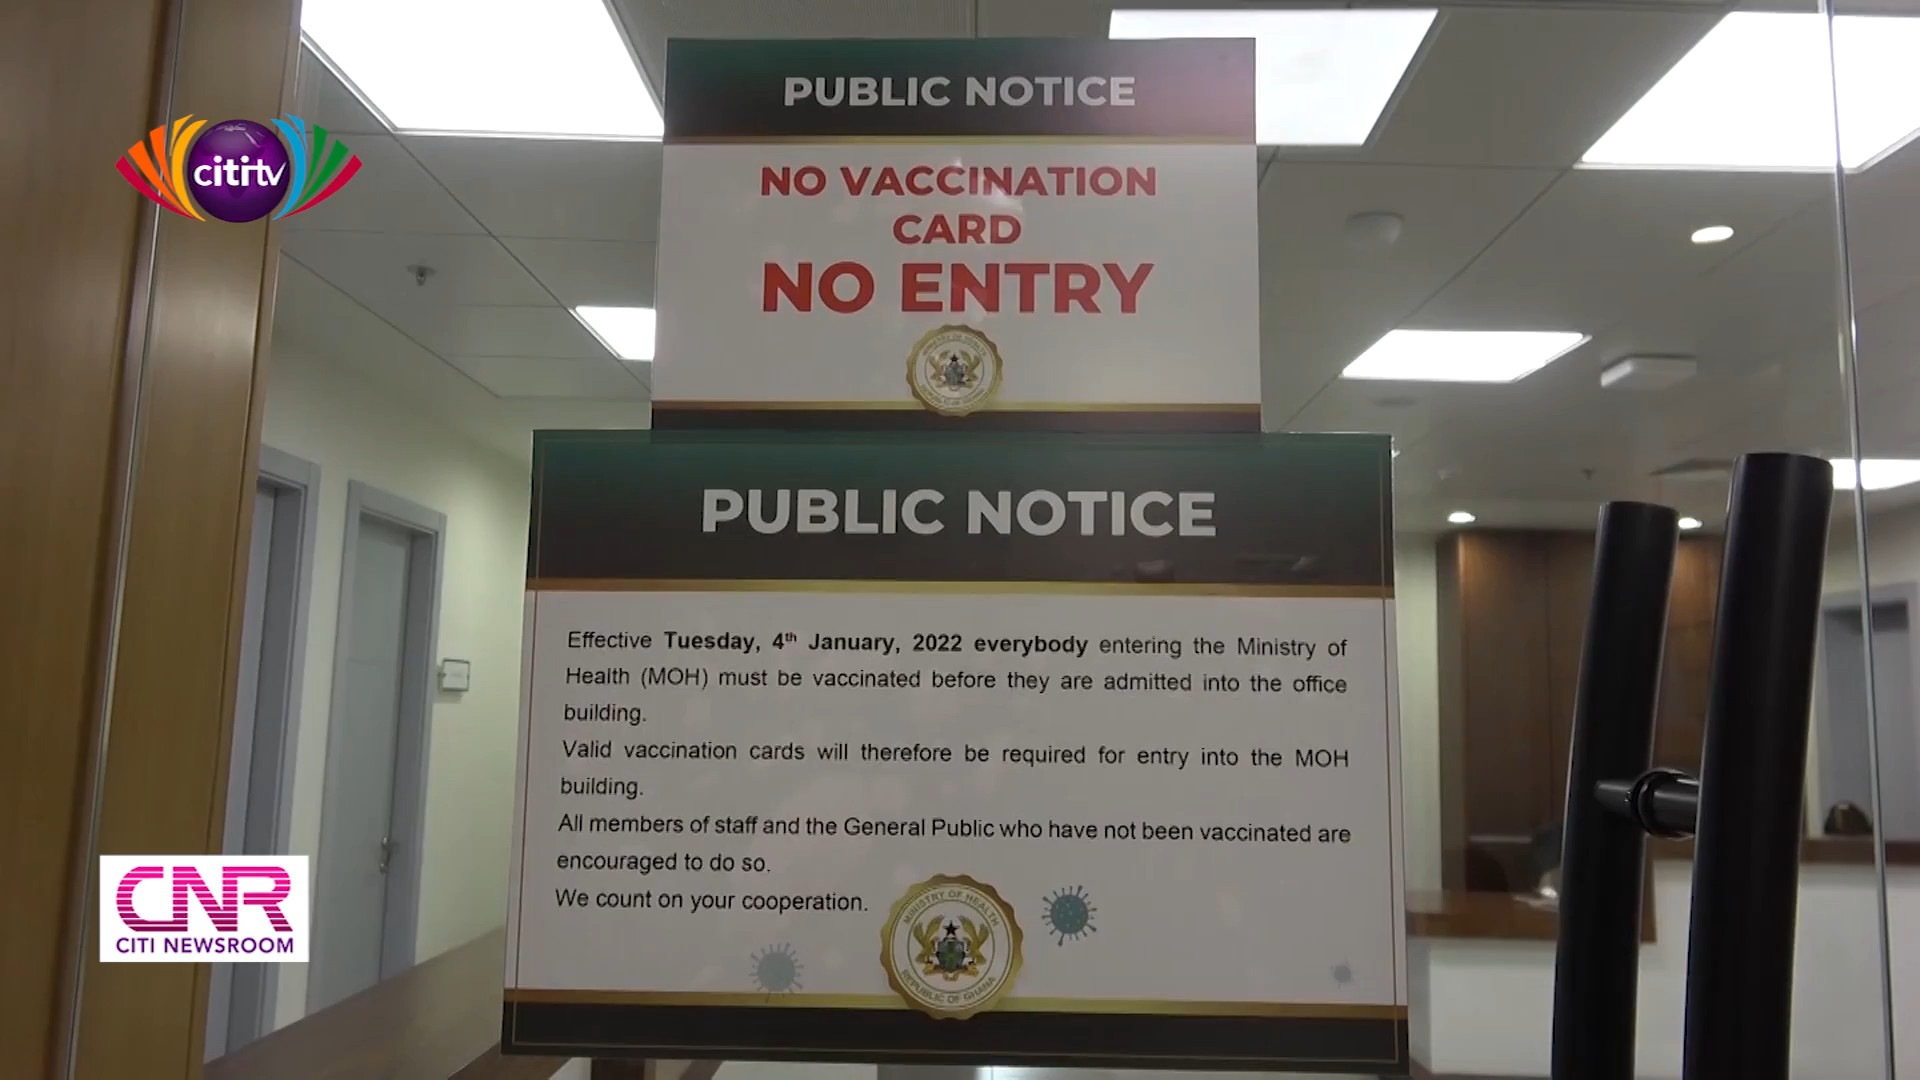 PUBLIC NOTICE
NO VACCINATION
CARD
NO ENTRY
citi tv
PUBLIC NOTICE
Effective Tuesday, 4th January, 2022 everybody entering the Ministry of
Health (MOH) must be vaccinated before they are admitted into the office
building.
Valid vaccination cards will therefore be required for entry into the MOH
building.
All members of staff and the General Public who have not been vaccinated are
encouraged to do so.
We count on your cooperation.
MINISTRY OF HEALTH
REPUBLIC OF GHANA
CNR
CITI NEWSROOM